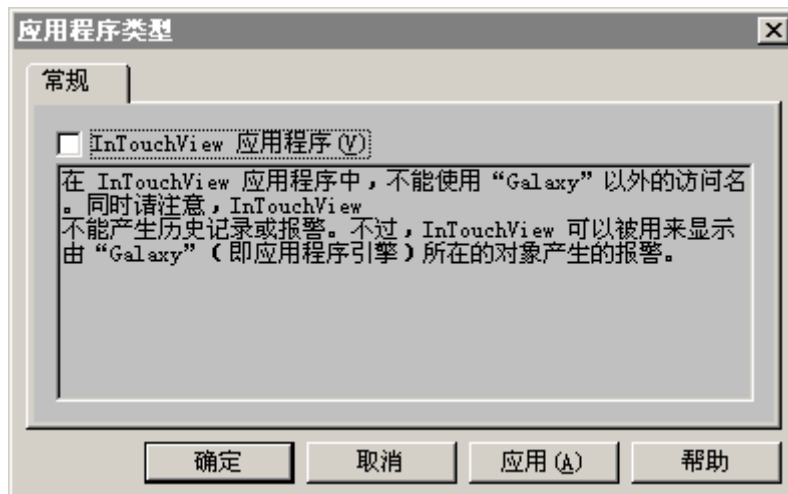 应用程序类型
常规
InTouchView 应用程序(V)
在 InTouchView 应用程序中，不能使用“Galaxy”以外的访问名
。同时请注意，InTouchView
不能产生历史记录或报警。不过，InTouchView 可以被用来显示
由“Galaxy”（即应用程序引擎）所在的对象产生的报警。
确定 取消 应用(A) 帮助